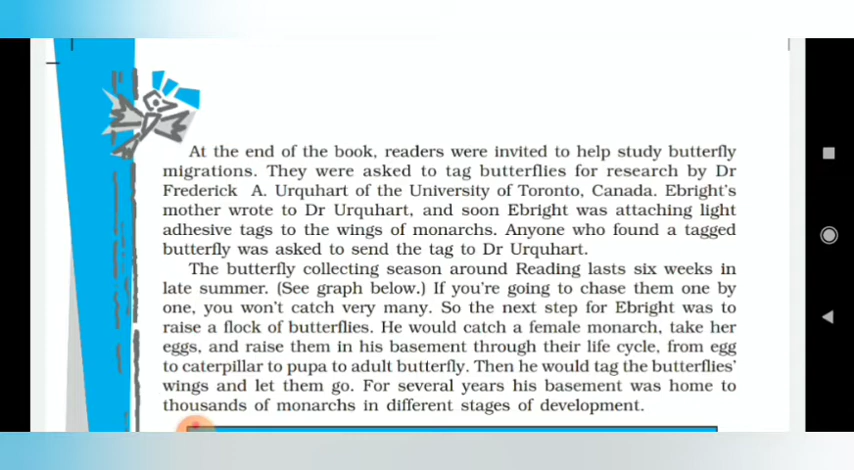 At the end of the book, readers were invited to help study butterfly
migrations. They were asked to tag butterflies for research by Dr
Frederick A. Urquhart of the University of Toronto, Canada. Ebright's
mother wrote to Dr Urquhart, and soon Ebright was attaching light
adhesive tags to the wings of monarchs. Anyone who found a tagged
butterfly was asked to send the tag to Dr Urquhart.
The butterfly collecting season around Reading lasts six weeks in
late summer. (See graph below.) If you're going to chase them one by
one, you won't catch very many. So the next step for Ebright was to
raise a flock of butterflies. He would catch a female monarch, take her
eggs, and raise them in his basement through their life cycle, from egg
to caterpillar to pupa to adult butterfly. Then he would tag the butterflies'
wings and let them go. For several years his basement was home to
thousands of monarchs in different stages of development.